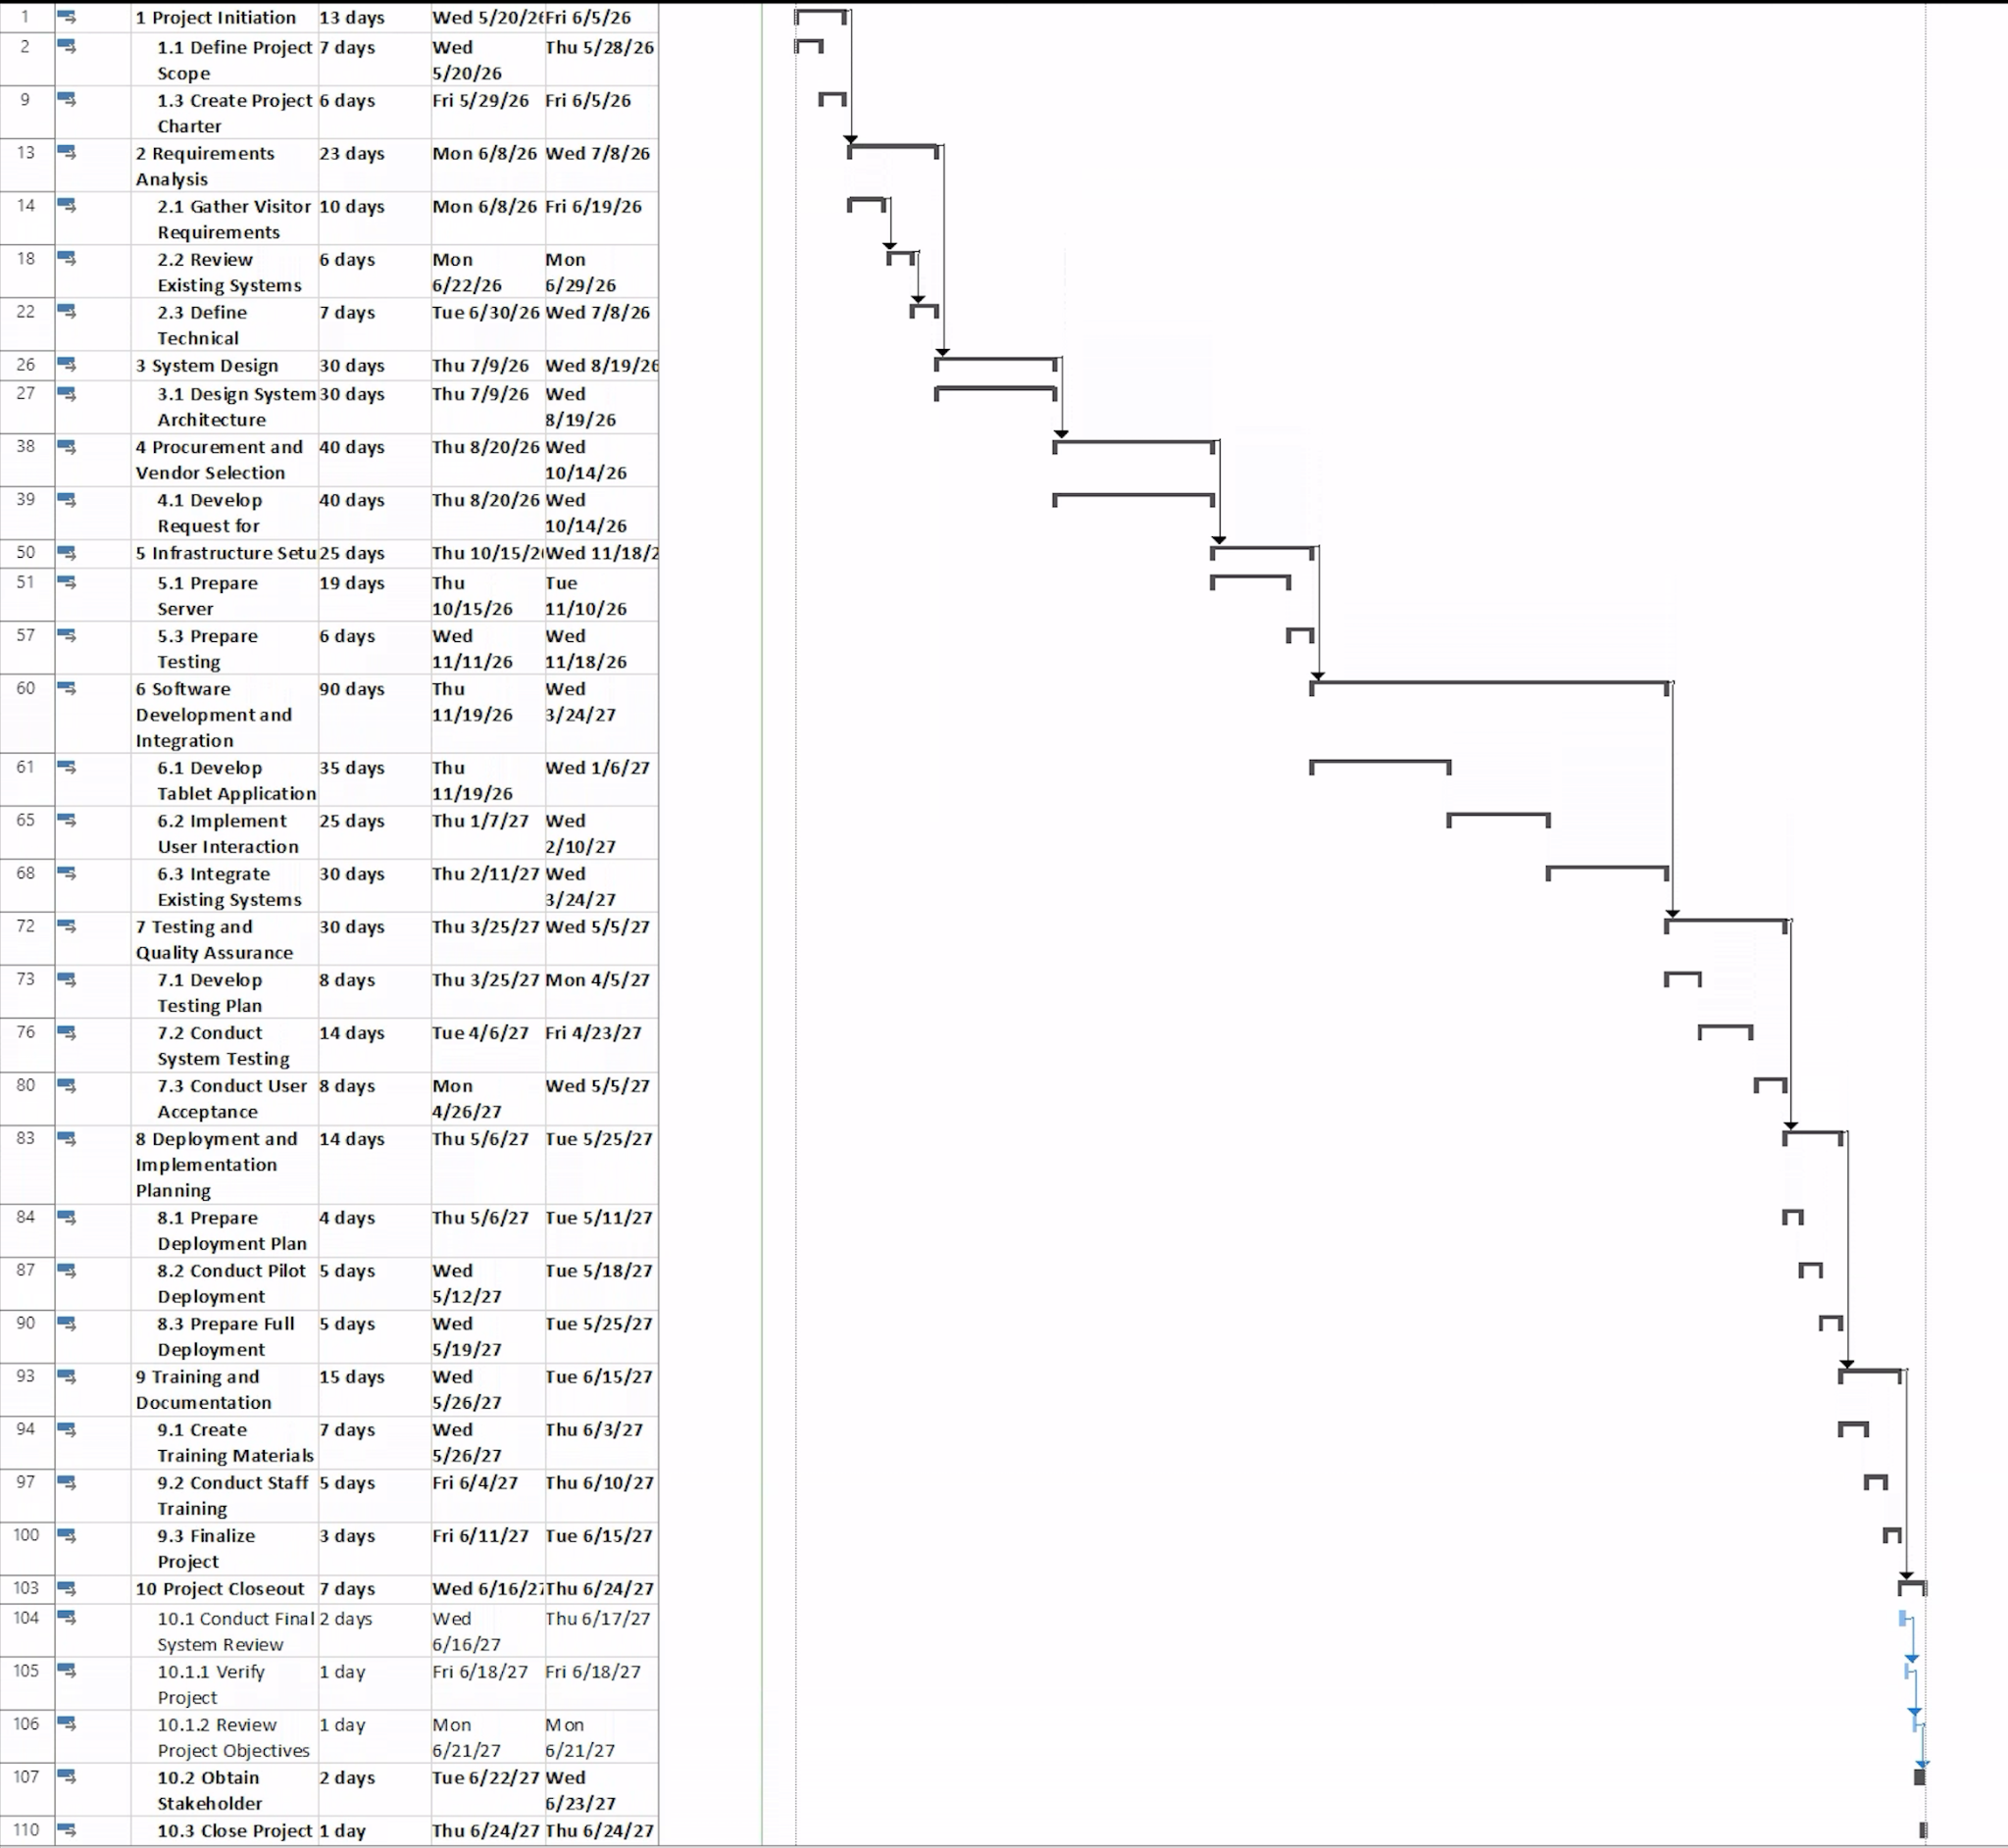 1 1 Project Initiation 13 days Wed 5/20/26 Fri 6/5/26
2 1.1 Define Project 7 days Wed Thu 5/28/26
Scope 5/20/26
9 1.3 Create Project 6 days Fri 5/29/26 Fri 6/5/26
Charter
13 2 Requirements 23 days Mon 6/8/26 Wed 7/8/26
Analysis
14 2.1 Gather Visitor 10 days Mon 6/8/26 Fri 6/19/26
Requirements
18 2.2 Review 6 days Mon Mon
Existing Systems 6/22/26 6/29/26
22 2.3 Define 7 days Tue 6/30/26 Wed 7/8/26
Technical
26 3 System Design 30 days Thu 7/9/26 Wed 8/19/26
27 3.1 Design System 30 days Thu 7/9/26 Wed
Architecture 8/19/26
38 4 Procurement and 40 days Thu 8/20/26 Wed
Vendor Selection 10/14/26
39 4.1 Develop 40 days Thu 8/20/26 Wed
Request for 10/14/26
50 5 Infrastructure Setu 25 days Thu 10/15/2 Wed 11/18/2
51 5.1 Prepare 19 days Thu Tue
Server 10/15/26 11/10/26
57 5.3 Prepare 6 days Wed Wed
Testing 11/11/26 11/18/26
60 6 Software 90 days Thu Wed
Development and 11/19/26 3/24/27
Integration
61 6.1 Develop 35 days Thu Wed 1/6/27
Tablet Application 11/19/26
65 6.2 Implement 25 days Thu 1/7/27 Wed
User Interaction 2/10/27
68 6.3 Integrate 30 days Thu 2/11/27 Wed
Existing Systems 3/24/27
72 7 Testing and 30 days Thu 3/25/27 Wed 5/5/27
Quality Assurance
73 7.1 Develop 8 days Thu 3/25/27 Mon 4/5/27
Testing Plan
76 7.2 Conduct 14 days Tue 4/6/27 Fri 4/23/27
System Testing
80 7.3 Conduct User 8 days Mon Wed 5/5/27
Acceptance 4/26/27
83 8 Deployment and 14 days Thu 5/6/27 Tue 5/25/27
Implementation
Planning
84 8.1 Prepare 4 days Thu 5/6/27 Tue 5/11/27
Deployment Plan
87 8.2 Conduct Pilot 5 days Wed Tue 5/18/27
Deployment 5/12/27
90 8.3 Prepare Full 5 days Wed Tue 5/25/27
Deployment 5/19/27
93 9 Training and 15 days Wed Tue 6/15/27
Documentation 5/26/27
94 9.1 Create 7 days Wed Thu 6/3/27
Training Materials 5/26/27
97 9.2 Conduct Staff 5 days Fri 6/4/27 Thu 6/10/27
Training
100 9.3 Finalize 3 days Fri 6/11/27 Tue 6/15/27
Project
103 10 Project Closeout 7 days Wed 6/16/27 Thu 6/24/27
104 10.1 Conduct Final 2 days Wed Thu 6/17/27
System Review 6/16/27
105 10.1.1 Verify 1 day Fri 6/18/27 Fri 6/18/27
Project
106 10.1.2 Review 1 day Mon Mon
Project Objectives 6/21/27 6/21/27
107 10.2 Obtain 2 days Tue 6/22/27 Wed
Stakeholder 6/23/27
110 10.3 Close Project 1 day Thu 6/24/27 Thu 6/24/27